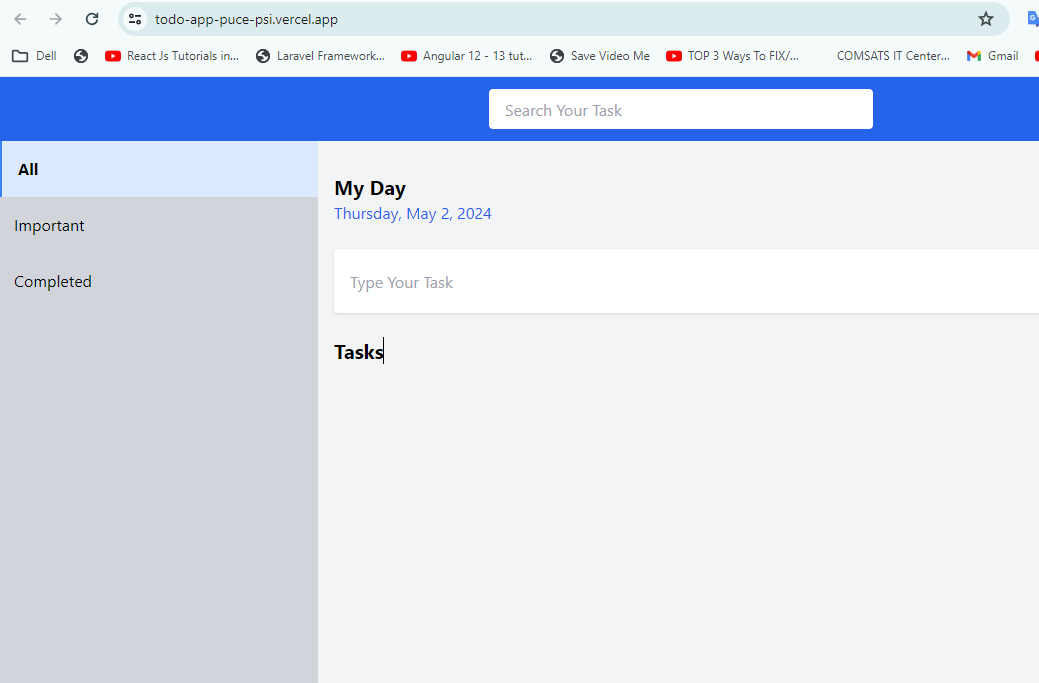 todo-app-puce-psi.vercel.app
Dell React Js Tutorials in... Laravel Framework... Angular 12 - 13 tut... Save Video Me TOP 3 Ways To FIX/... COMSATS IT Center... Gmail
Search Your Task
All
Important
Completed
My Day
Thursday, May 2, 2024
Type Your Task
Tasks